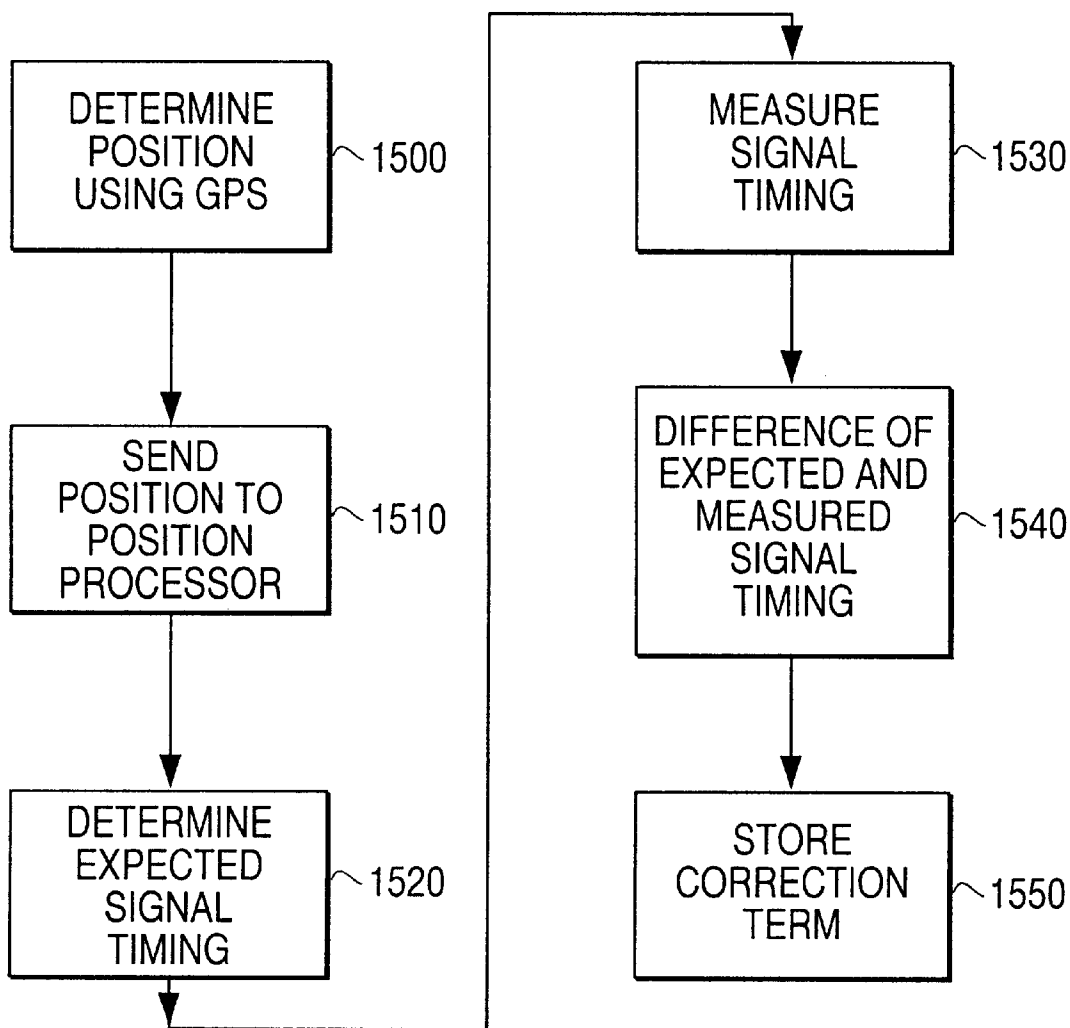 DETERMINE
POSITION
USING GPS
1500
SEND
POSITION TO
POSITION
PROCESSOR
1510
DETERMINE
EXPECTED
SIGNAL
TIMING
1520
MEASURE
SIGNAL
TIMING
1530
DIFFERENCE OF
EXPECTED AND
MEASURED
SIGNAL
TIMING
1540
STORE
CORRECTION
TERM
1550